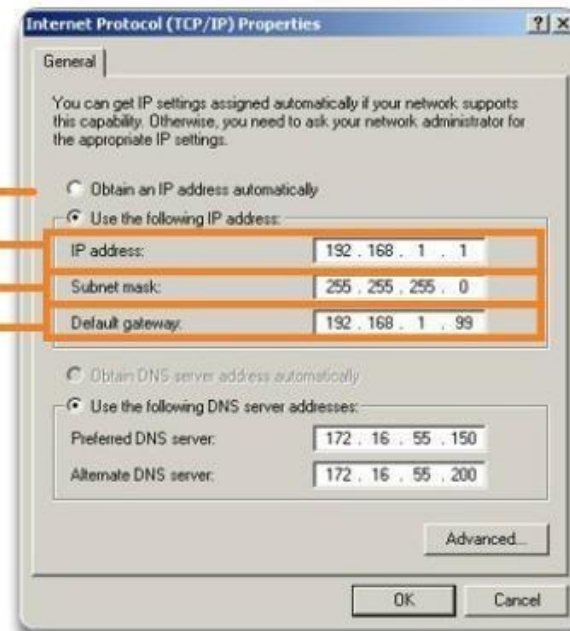 Internet Protocol (TCP/IP) Properties
General
You can get IP settings assigned automatically if your network supports
this capability. Otherwise, you need to ask your network administrator for
the appropriate IP settings.
Obtain an IP address automatically
Use the following IP address:
IP address: 192 . 168 . 1 . 1
Subnet mask: 255 . 255 . 255 . 0
Default gateway: 192 . 168 . 1 . 99
Obtain DNS server address automatically
Use the following DNS server addresses:
Preferred DNS server: 172 . 16 . 55 . 150
Alternate DNS server: 172 . 16 . 55 . 200
Advanced...
OK Cancel